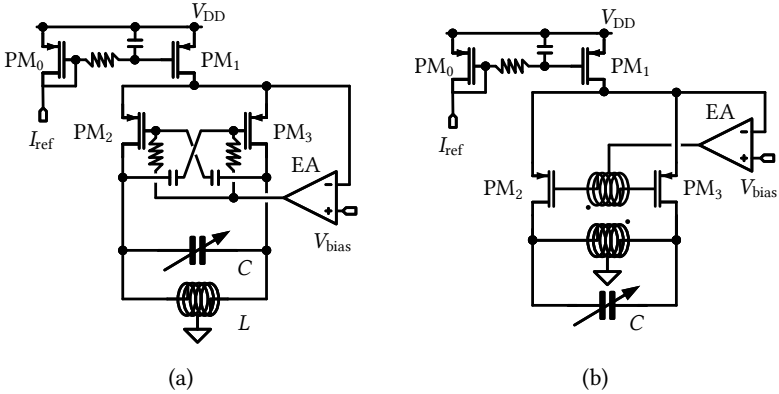 V_DD
PM_0
PM_1
I_ref
PM_2
PM_3
EA
V_bias
C
L
(a)
V_DD
PM_0
PM_1
EA
I_ref
PM_2
PM_3
V_bias
C
(b)